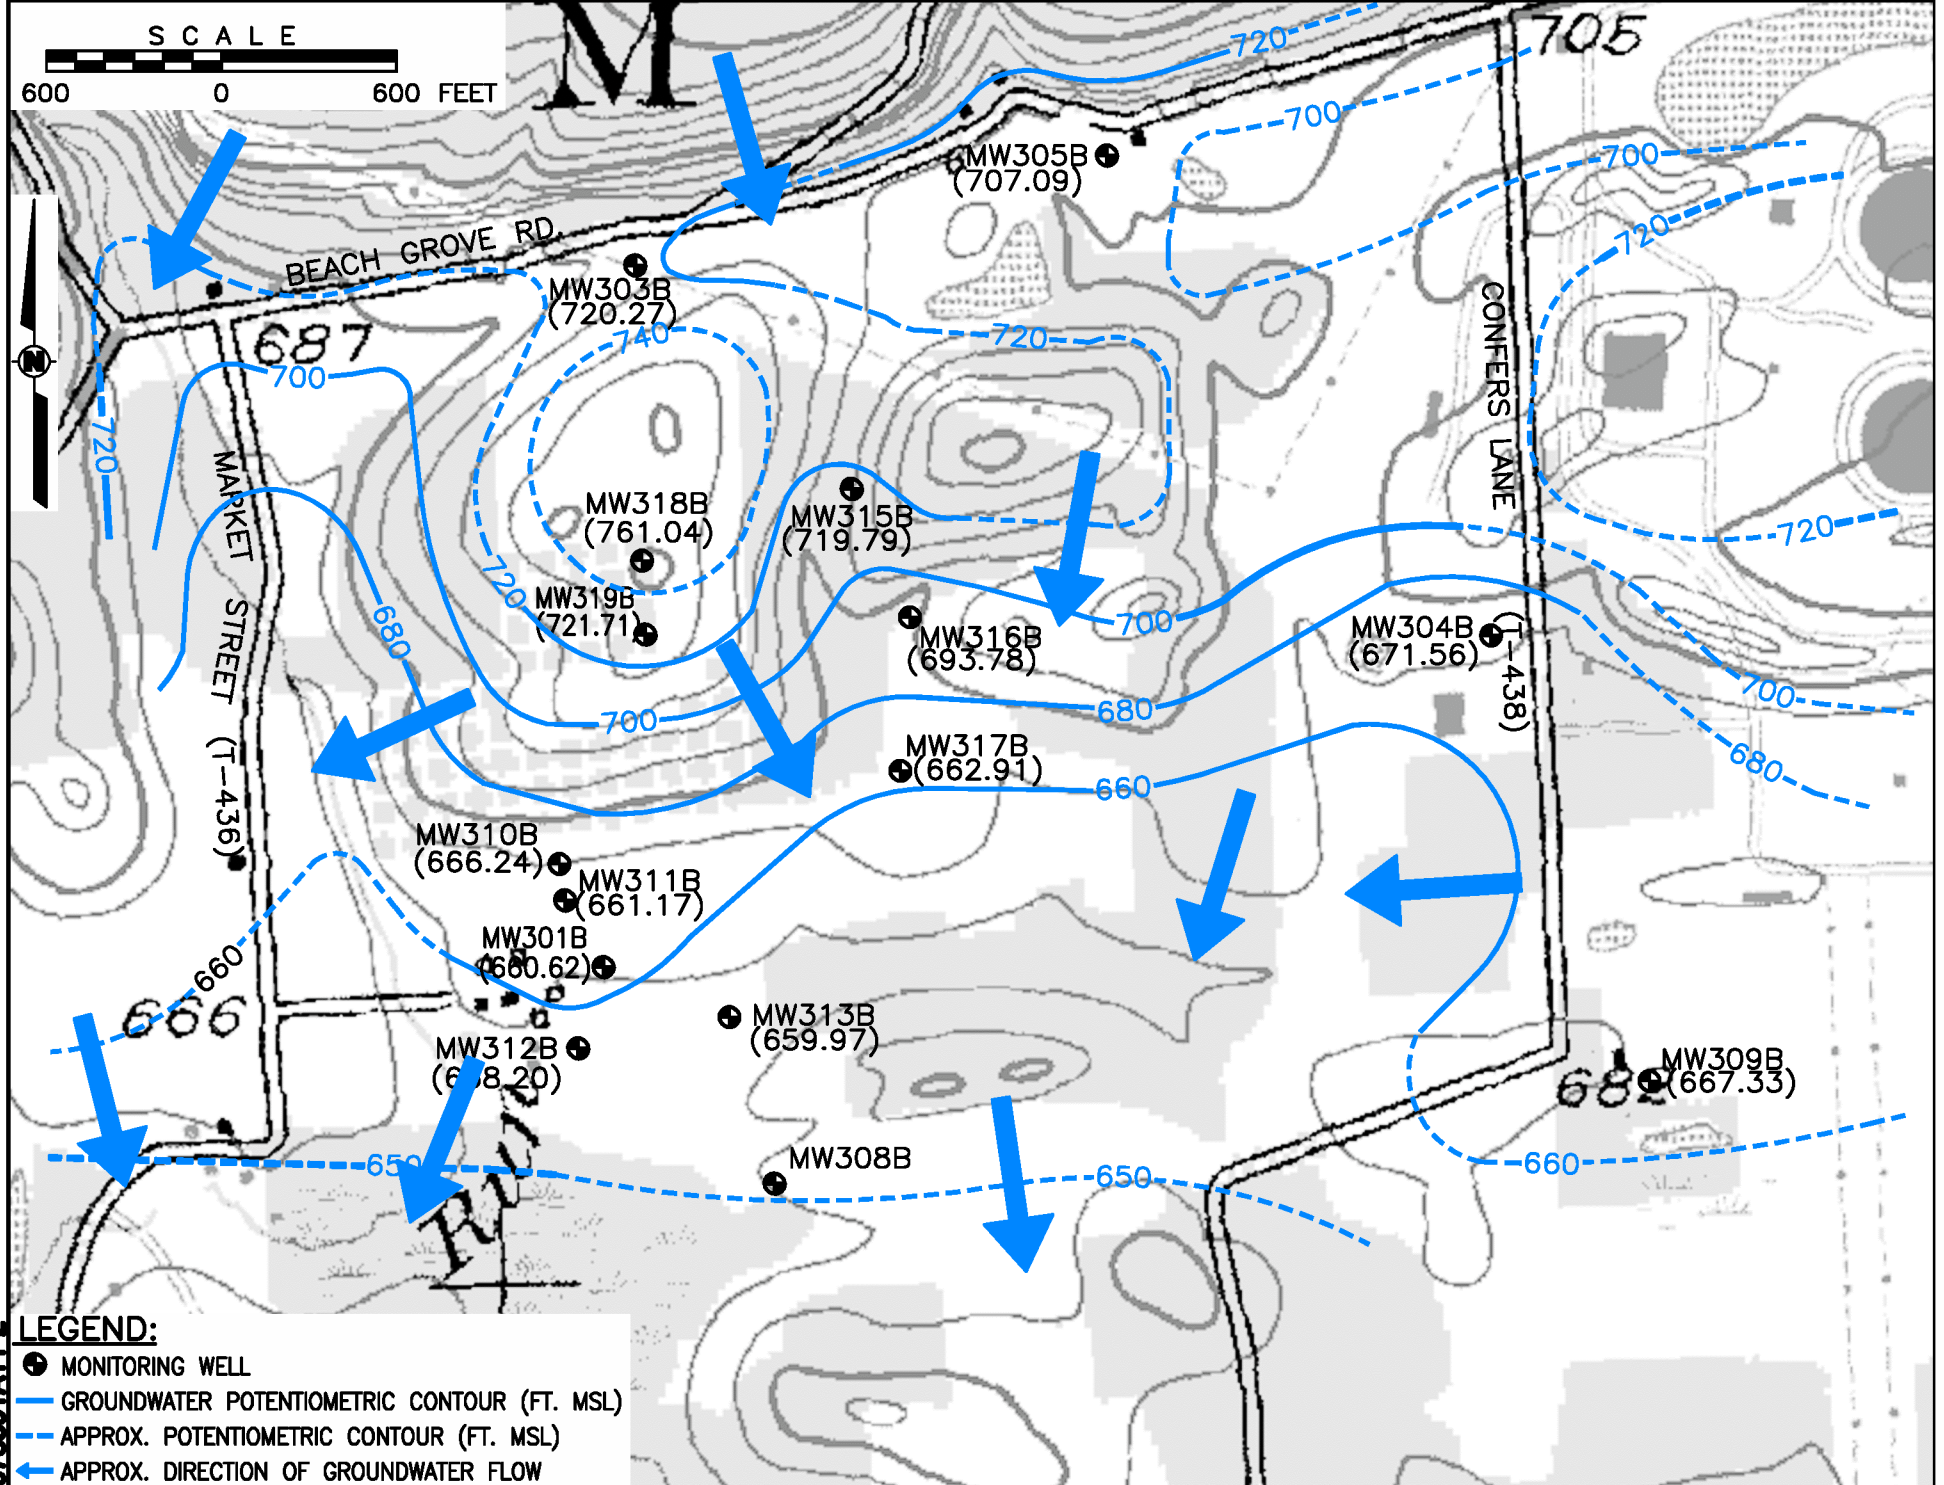 SCALE
600 0 600 FEET
M
705
720
700
700
720
MW305B
(707.09)
BEACH GROVE RD.
MW303B
(720.27)
687
740
720
700
720
N
CONFERS LANE (T-438)
MARKET STREET (T-436)
MW318B
(761.04)
MW315B
(719.79)
720
720
MW319B
(721.71)
680
700
MW316B
(693.78)
MW304B
(671.56)
700
700
680
MW317B
(662.91)
680
660
MW310B
(666.24)
MW311B
(661.17)
MW301B
(660.62)
660
666
MW313B
(659.97)
MW312B
MW309B
(667.33)
682
MW308B
650
650
660
LEGEND:
MONITORING WELL
GROUNDWATER POTENTIOMETRIC CONTOUR (FT. MSL)
APPROX. POTENTIOMETRIC CONTOUR (FT. MSL)
APPROX. DIRECTION OF GROUNDWATER FLOW